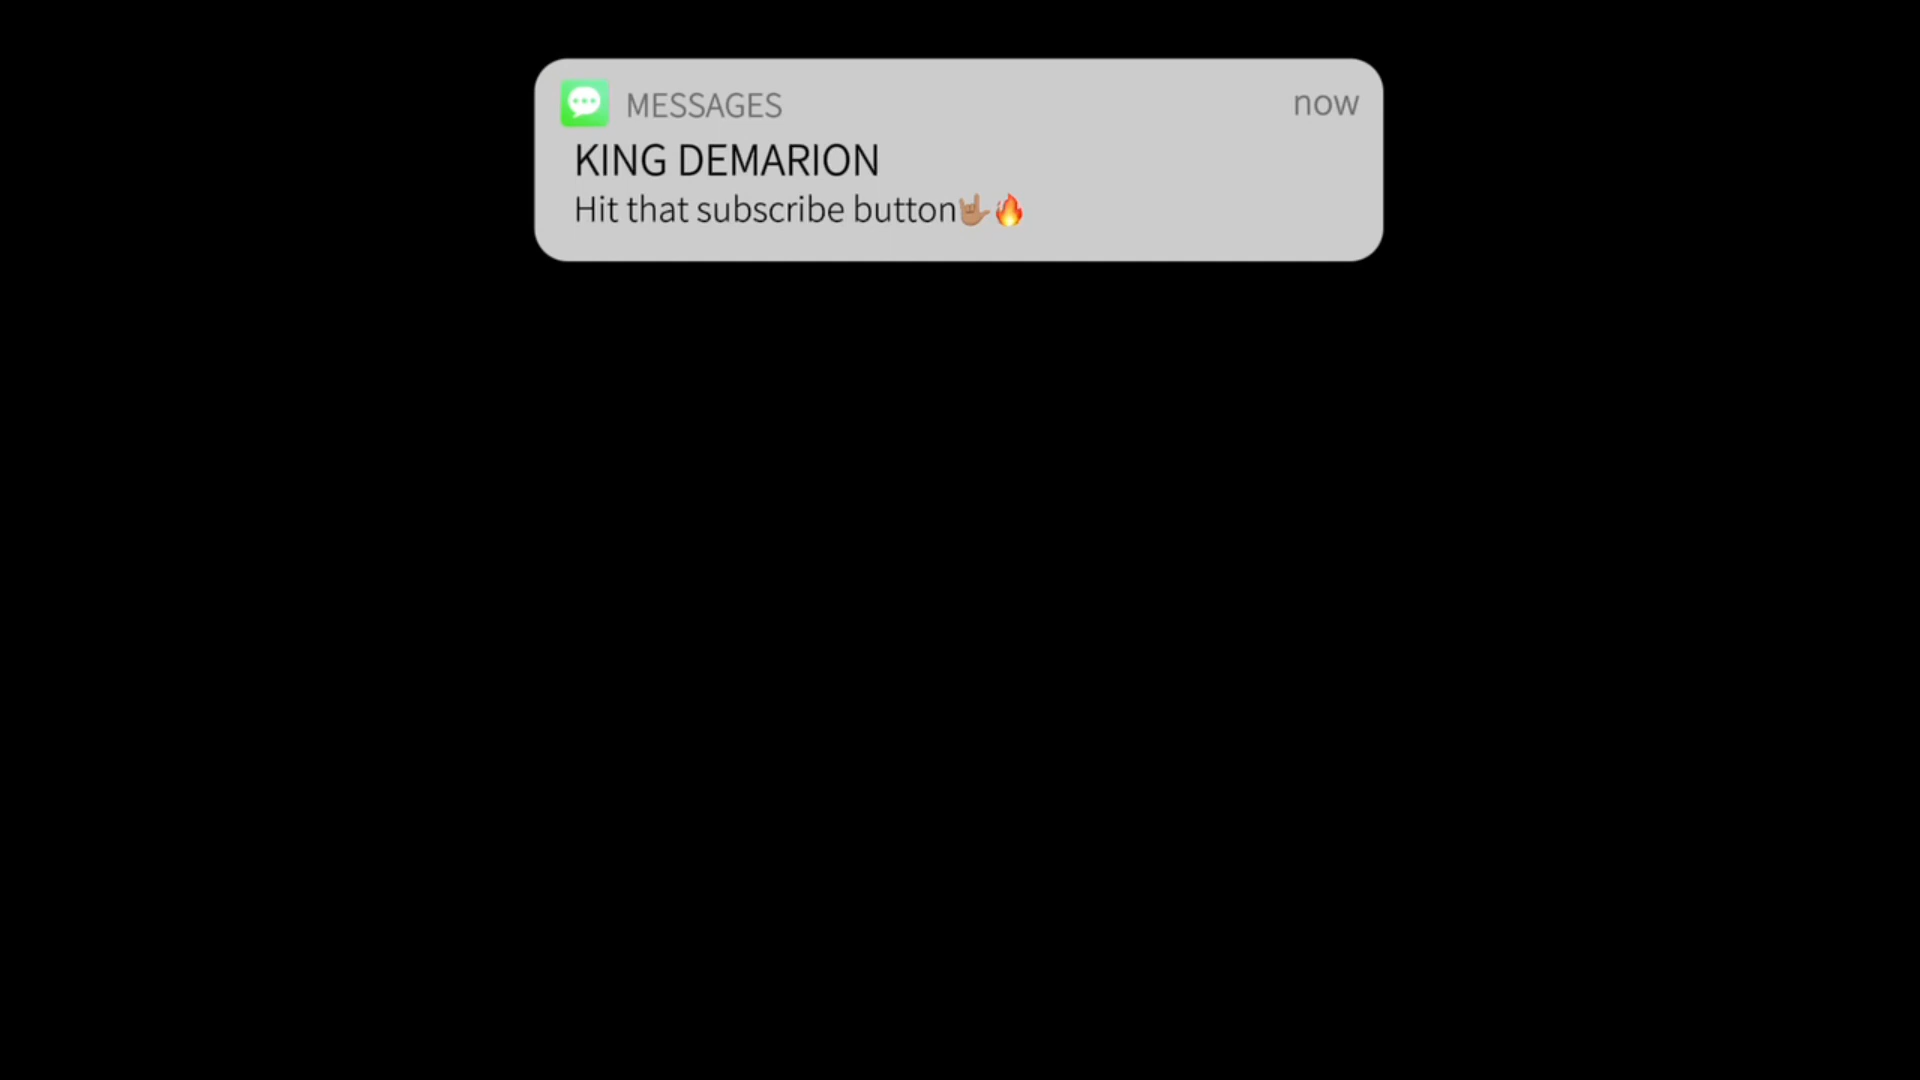 MESSAGES now
KING DEMARION
Hit that subscribe button🤟🏽🔥